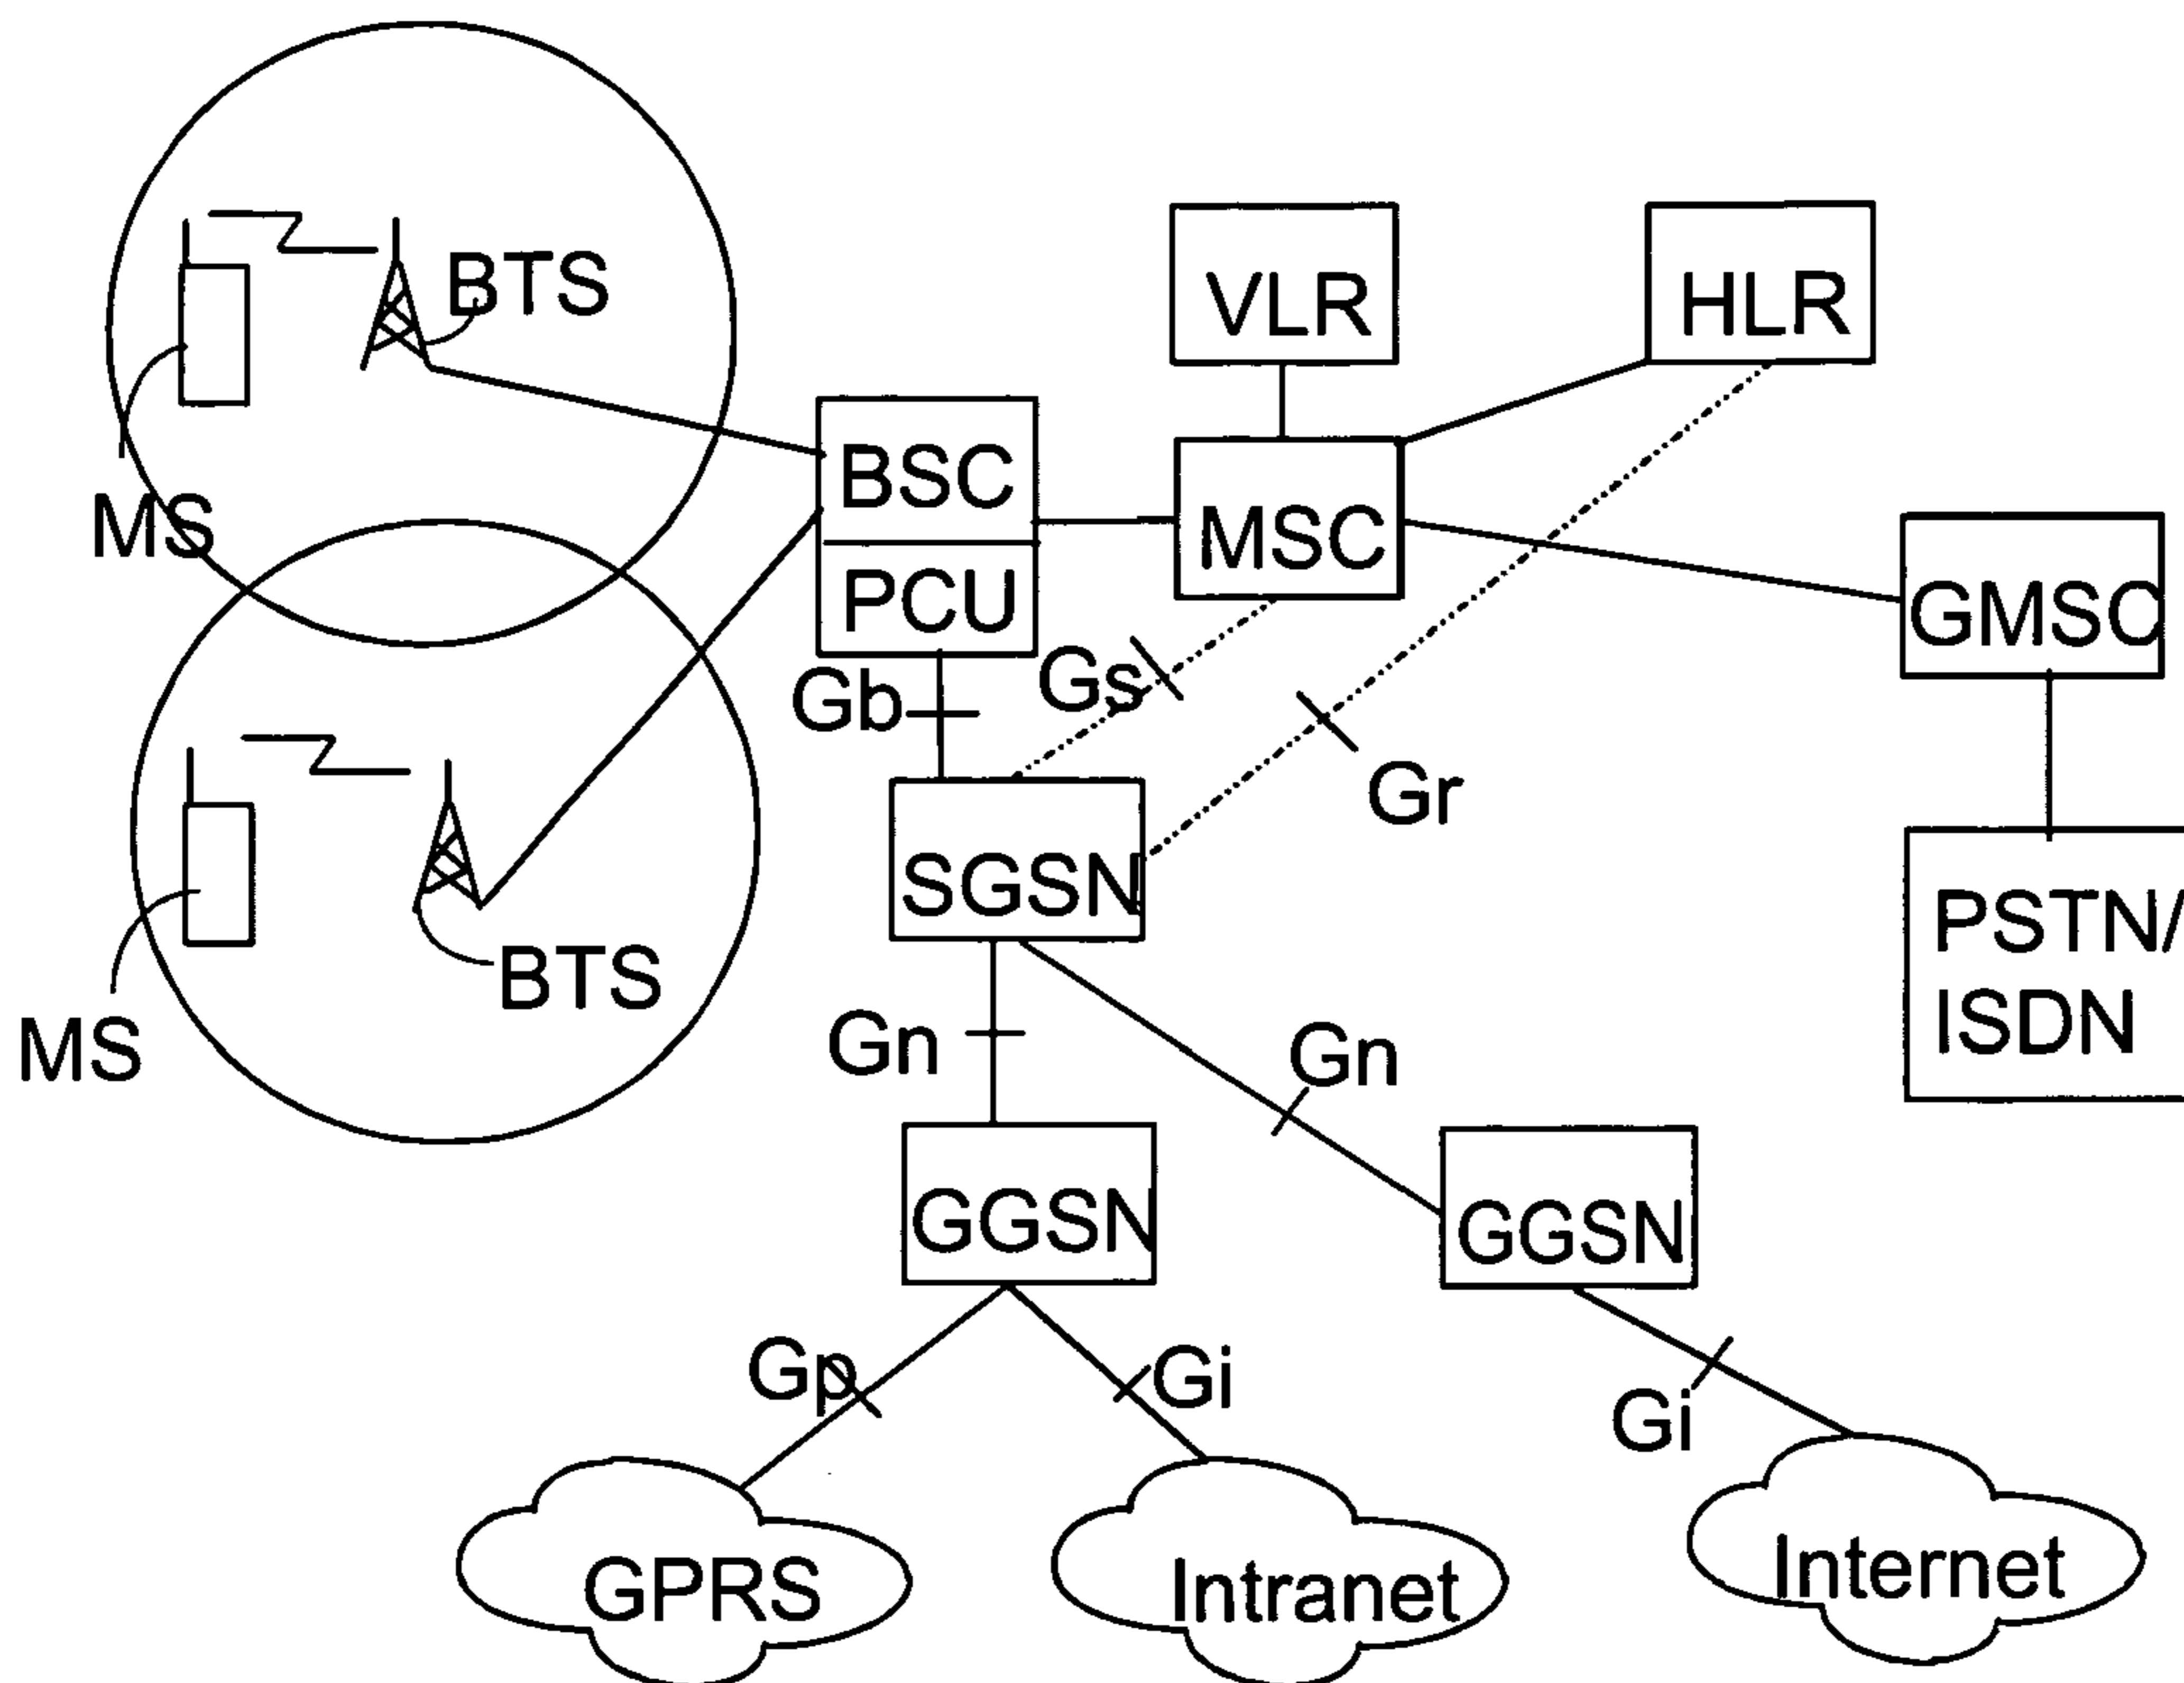 BTS
VLR
HLR
BSC
MS
MSC
PCU
GMSC
Gb
Gs
Gr
SGSN
PSTN/
ISDN
BTS
MS
Gn
Gn
GGSN
GGSN
Gp
Gi
Gi
GPRS
Intranet
Internet